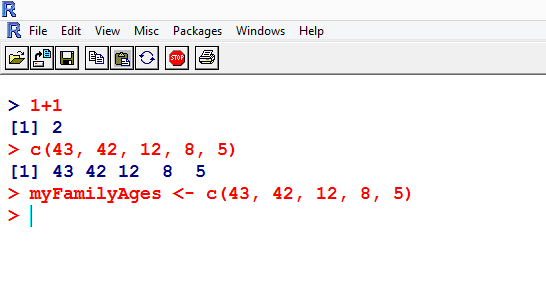 R
R File Edit View Misc Packages Windows Help
STOP
> 1+1
[1] 2
> c(43, 42, 12, 8, 5)
[1] 43 42 12  8  5
> myFamilyAges <- c(43, 42, 12, 8, 5)
>